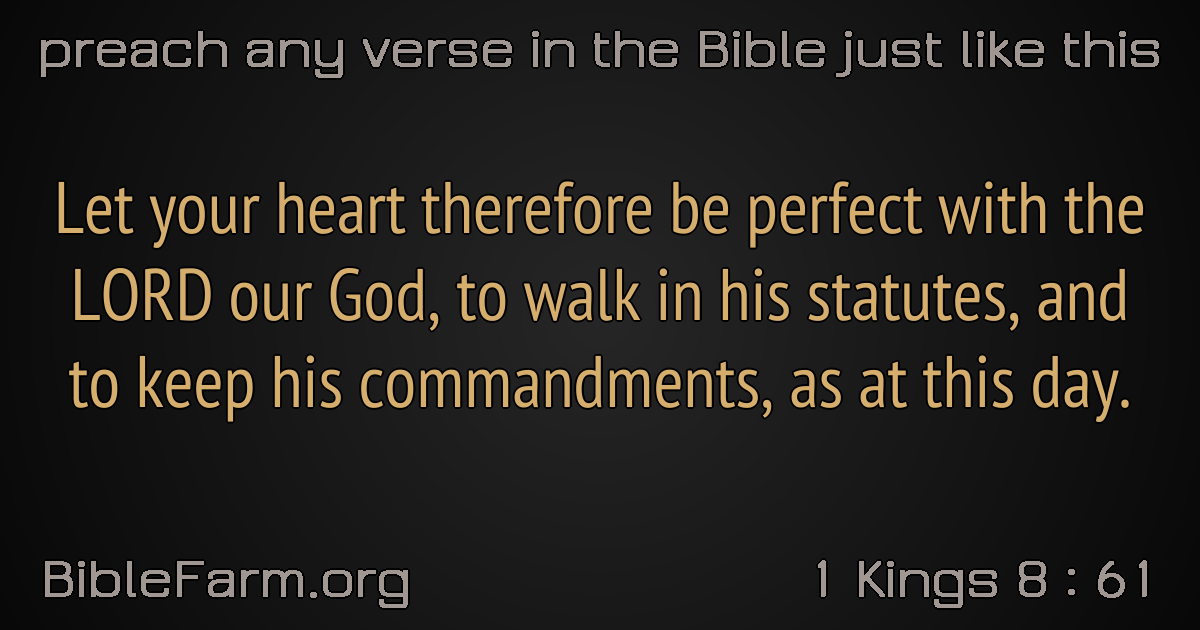 preach any verse in the Bible just like this
Let your heart therefore be perfect with the
LORD our God, to walk in his statutes, and
to keep his commandments, as at this day.
BibleFarm.org
1 Kings 8 : 61